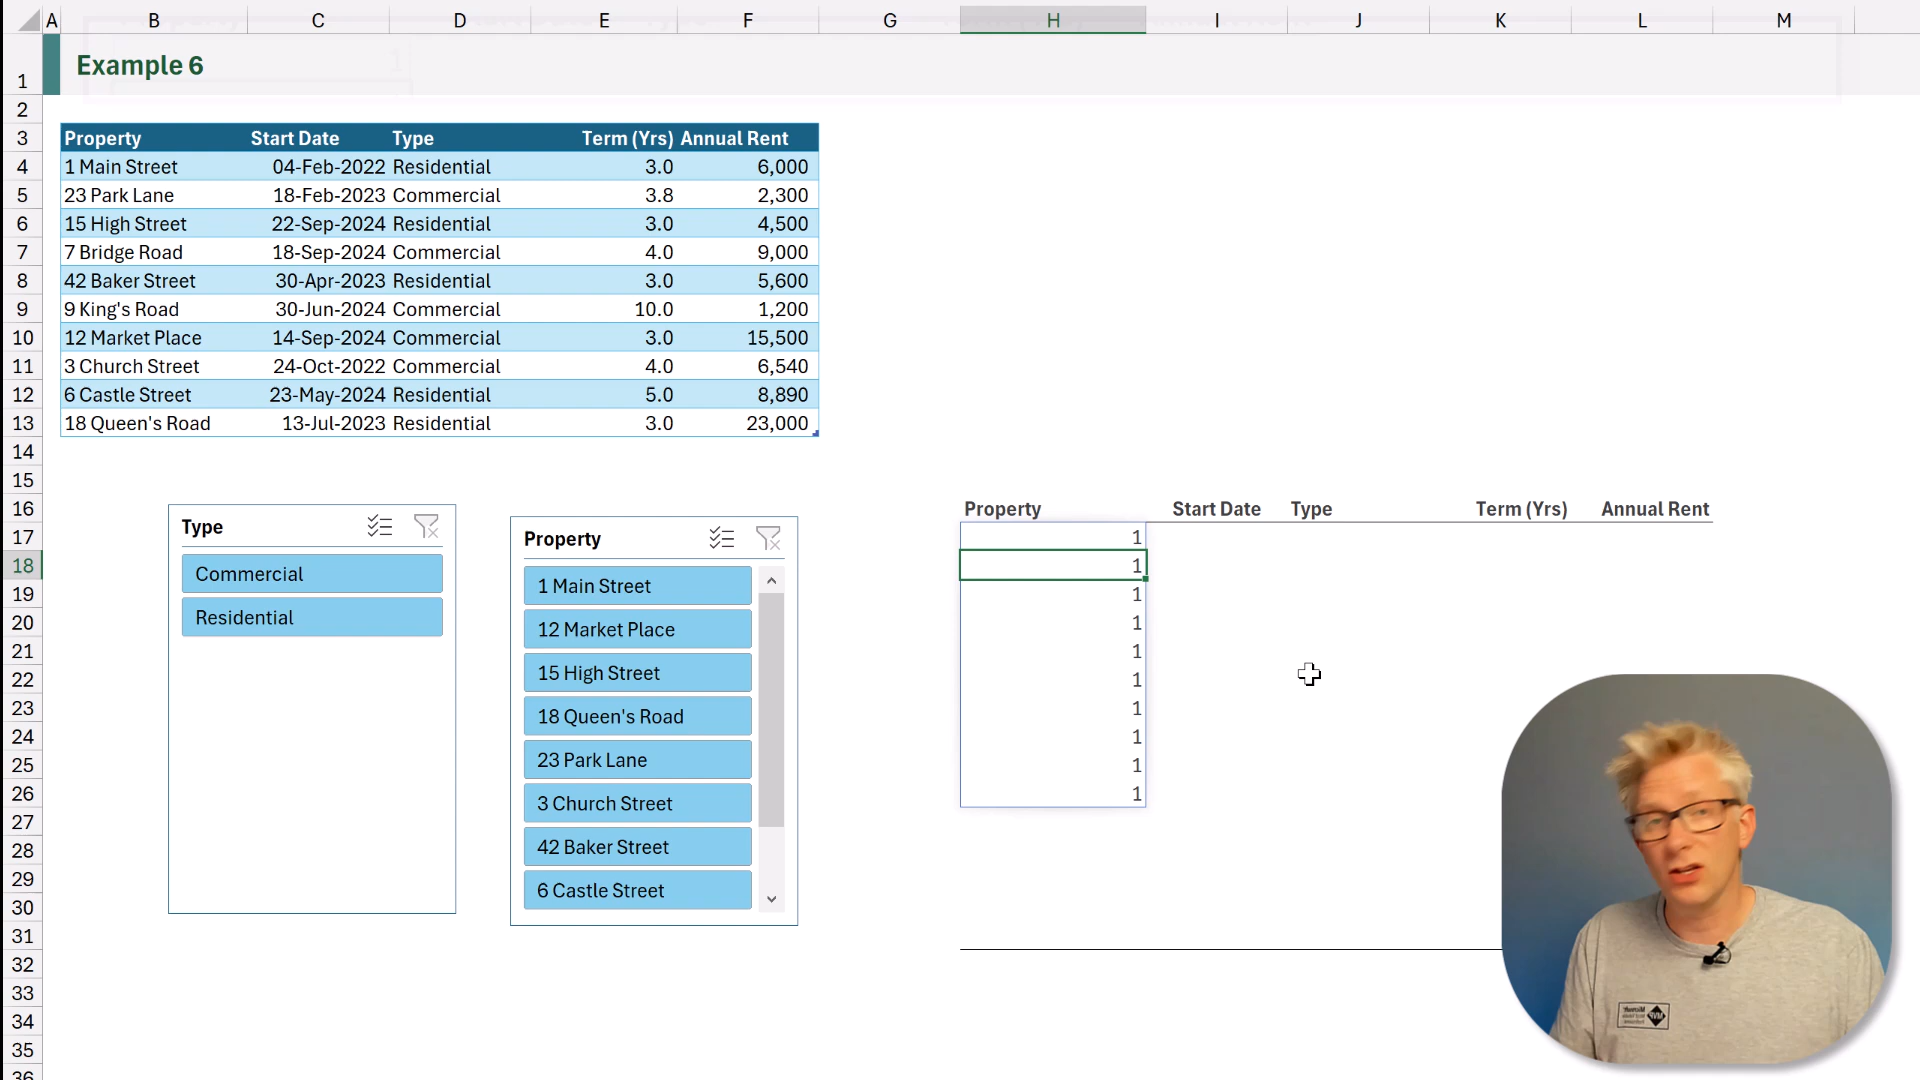 A B C D E F G H I J K L M
1 Example 6
2
3 Property Start Date Type Term (Yrs) Annual Rent
4 1 Main Street 04-Feb-2022 Residential 3.0 6,000
5 23 Park Lane 18-Feb-2023 Commercial 3.8 2,300
6 15 High Street 22-Sep-2024 Residential 3.0 4,500
7 7 Bridge Road 18-Sep-2024 Commercial 4.0 9,000
8 42 Baker Street 30-Apr-2023 Residential 3.0 5,600
9 9 King's Road 30-Jun-2024 Commercial 10.0 1,200
10 12 Market Place 14-Sep-2024 Commercial 3.0 15,500
11 3 Church Street 24-Oct-2022 Commercial 4.0 6,540
12 6 Castle Street 23-May-2024 Residential 5.0 8,890
13 18 Queen's Road 13-Jul-2023 Residential 3.0 23,000
14
15
16
17
18
19
20
21
22
23
24
25
26
27
28
29
30
31
32
33
34
35
36
Type
Commercial
Residential
Property
1 Main Street
12 Market Place
15 High Street
18 Queen's Road
23 Park Lane
3 Church Street
42 Baker Street
6 Castle Street
Property Start Date Type Term (Yrs) Annual Rent
1
1
1
1
1
1
1
1
1
1